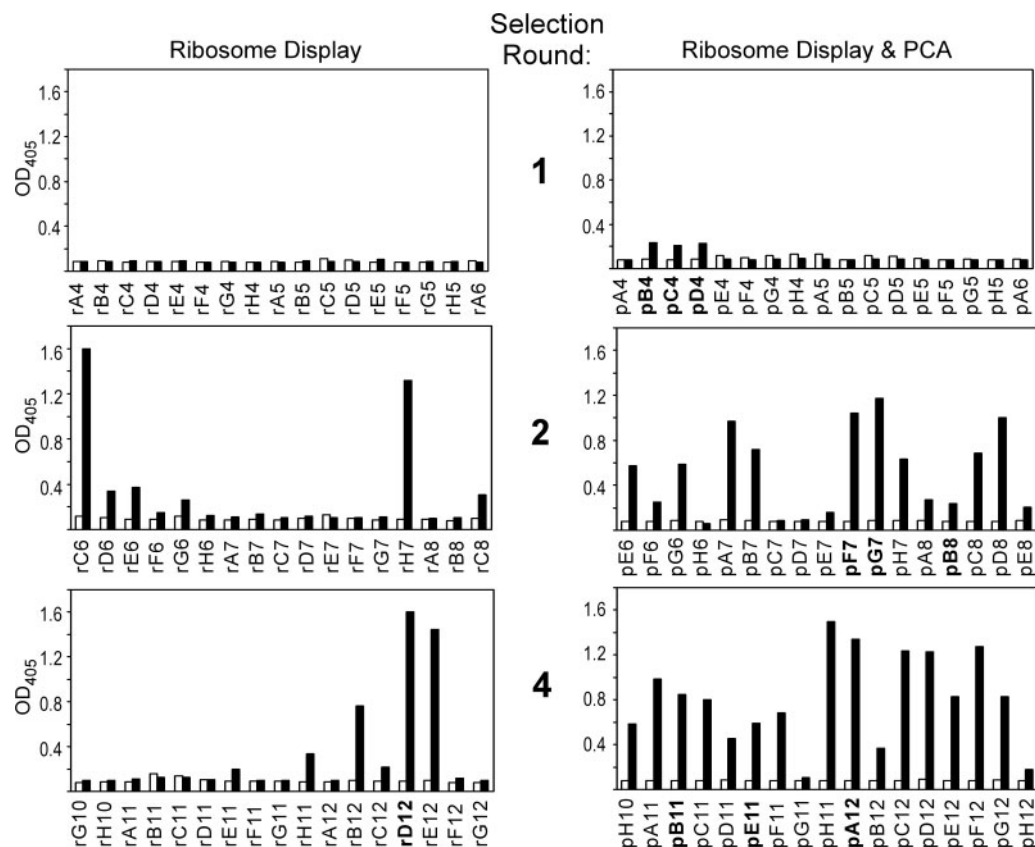 Selection
Round:
Ribosome Display
Ribosome Display & PCA
OD405
1.6
1.2
0.8
0.4
rA4 rB4 rC4 rD4 rE4 rF4 rG4 rH4 rA5 rB5 rC5 rD5 rE5 rF5 rG5 rH5 rA6
1
1.6
1.2
0.8
0.4
pA4 pB4 pC4 pD4 pE4 pF4 pG4 pH4 pA5 pB5 pC5 pD5 pE5 pF5 pG5 pH5 pA6
OD405
1.6
1.2
0.8
0.4
rC6 rD6 rE6 rF6 rG6 rH6 rA7 rB7 rC7 rD7 rE7 rF7 rG7 rH7 rA8 rB8 rC8
2
1.6
1.2
0.8
0.4
pE6 pF6 pG6 pH6 pA7 pB7 pC7 pD7 pE7 pF7 pG7 pH7 pA8 pB8 pC8 pD8 pE8
OD405
1.6
1.2
0.8
0.4
rG10 rH10 rA11 rB11 rC11 rD11 rE11 rF11 rG11 rH11 rA12 rB12 rC12 rD12 rE12 rF12 rG12
4
1.6
1.2
0.8
0.4
pH10 pA11 pB11 pC11 pD11 pE11 pF11 pG11 pH11 pA12 pB12 pC12 pD12 pE12 pF12 pG12 pH12